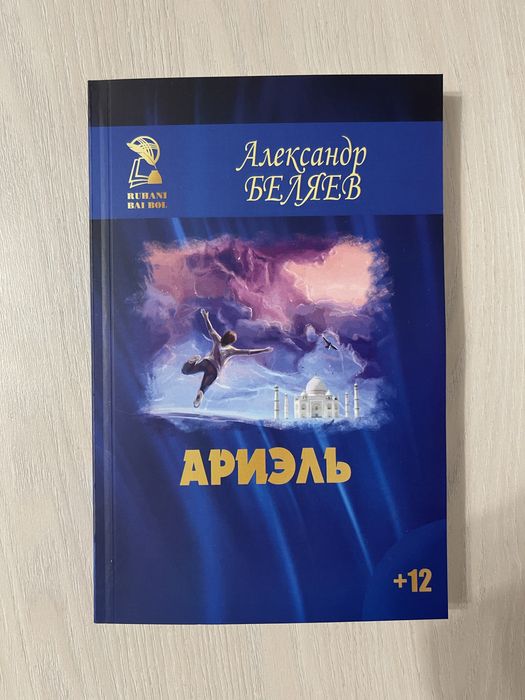 RUHANI
BAI BOL
Александр
БЕЛЯЕВ
АРИЭЛЬ
+12